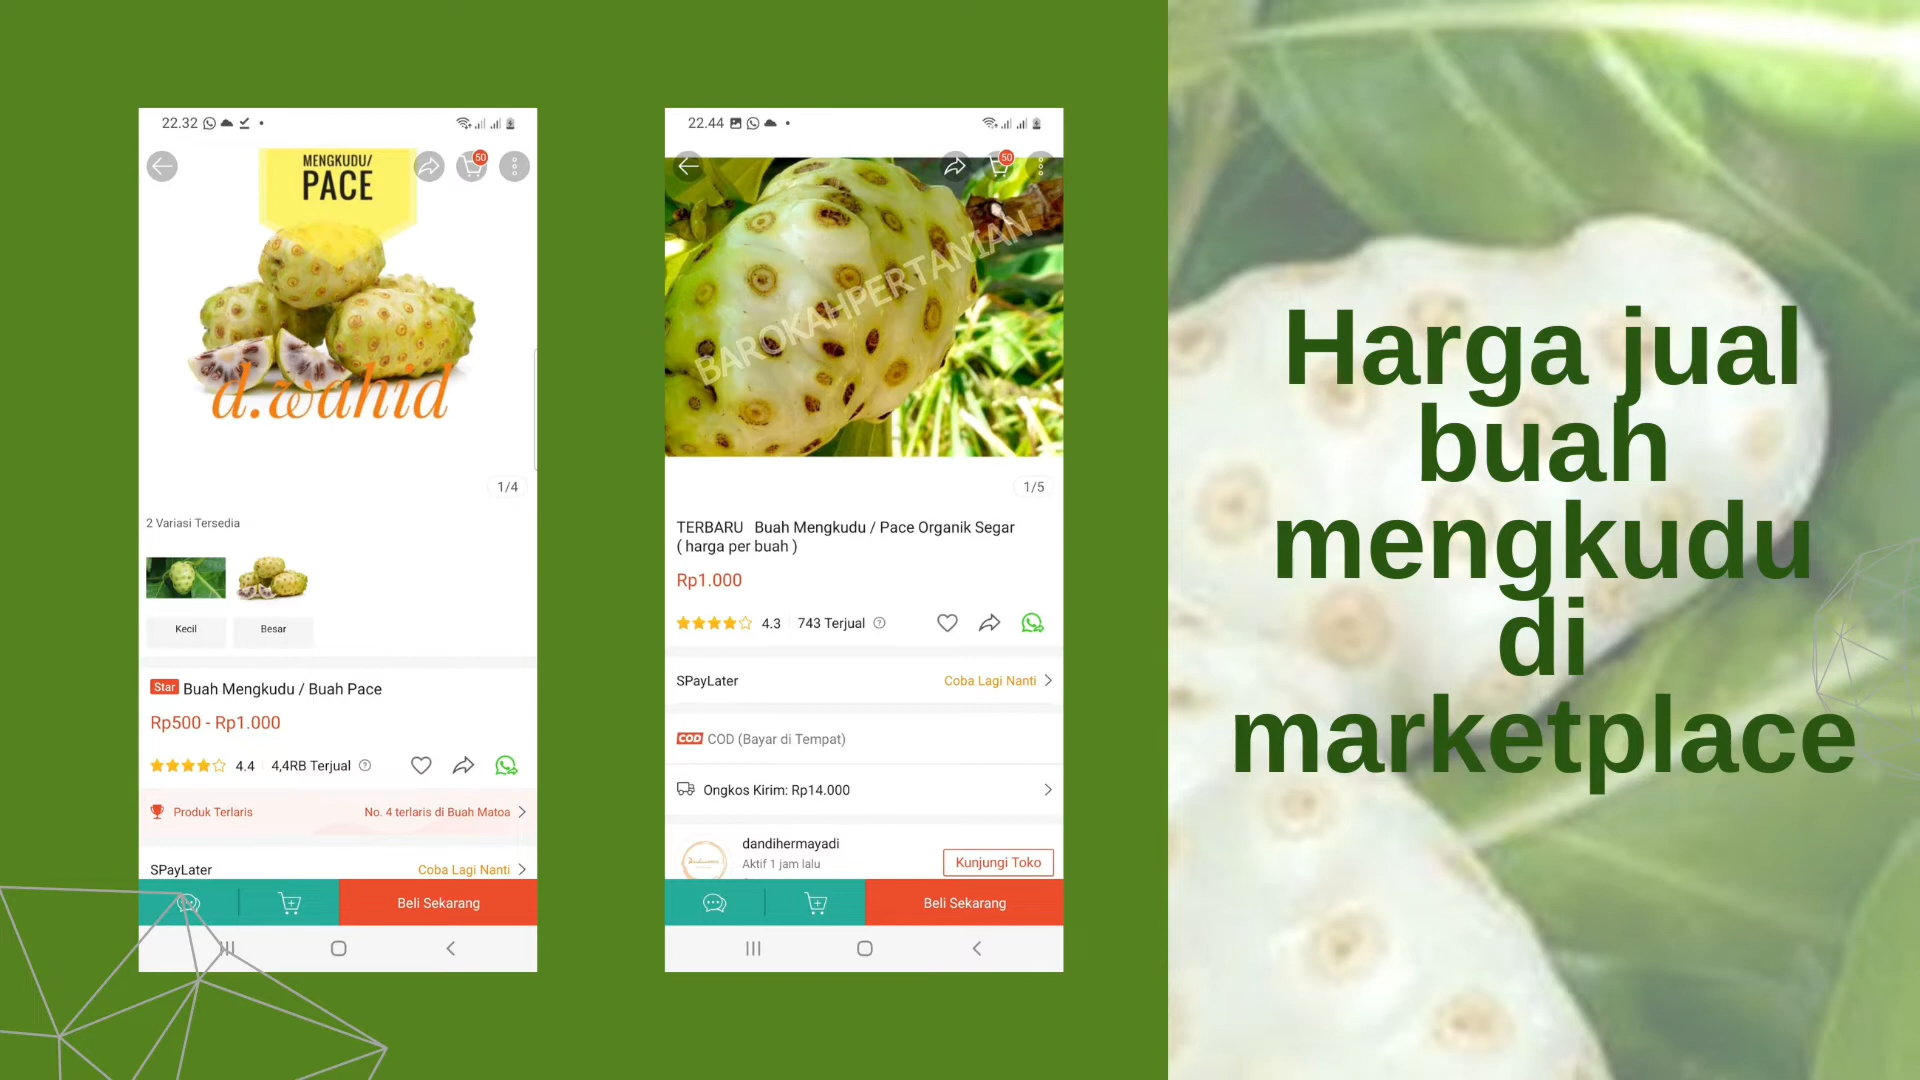 22.32
50
MENGKUDU/
PACE
d.wahid
1/4
2 Variasi Tersedia
Kecil
Besar
Star Buah Mengkudu / Buah Pace
Rp500 - Rp1.000
4.4 4,4RB Terjual
Produk Terlaris No. 4 terlaris di Buah Matoa
SPayLater Coba Lagi Nanti
Beli Sekarang
22.44
50
BAROKAHPERTANIAN
1/5
TERBARU Buah Mengkudu / Pace Organik Segar
( harga per buah )
Rp1.000
4.3 743 Terjual
SPayLater Coba Lagi Nanti
COD COD (Bayar di Tempat)
Ongkos Kirim: Rp14.000
dandihermayadi
Aktif 1 jam lalu
Kunjungi Toko
Beli Sekarang
Harga jual
buah
mengkudu
di
marketplace